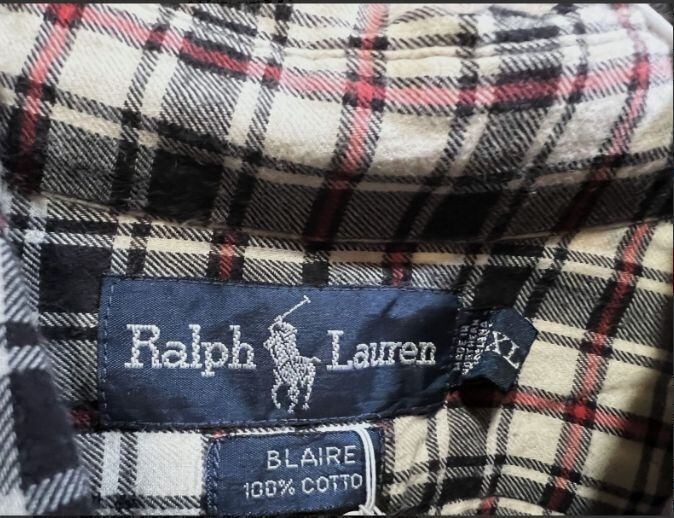 Ralph Lauren
XL
BLAIRE
100% COTTO